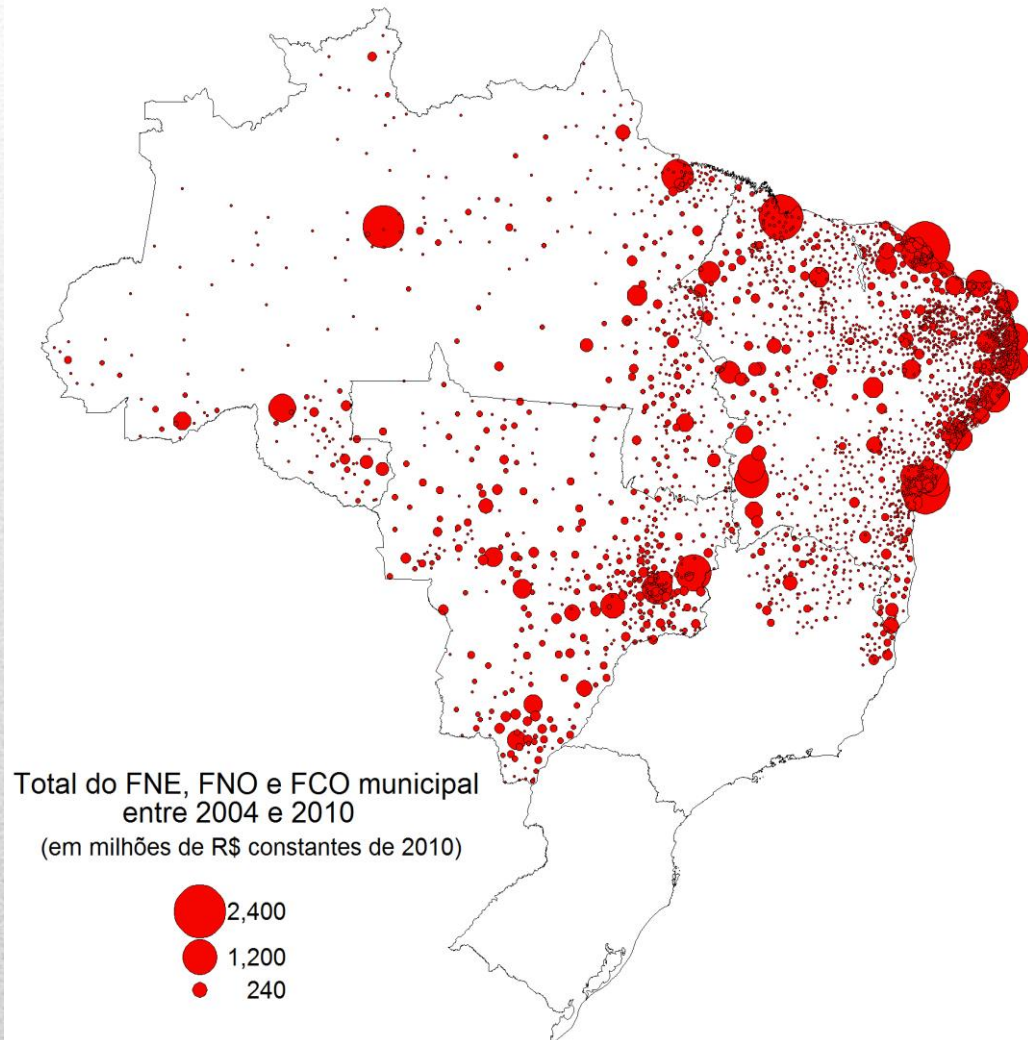 Total do FNE, FNO e FCO municipal
entre 2004 e 2010
(em milhões de R$ constantes de 2010)
2,400
1,200
240